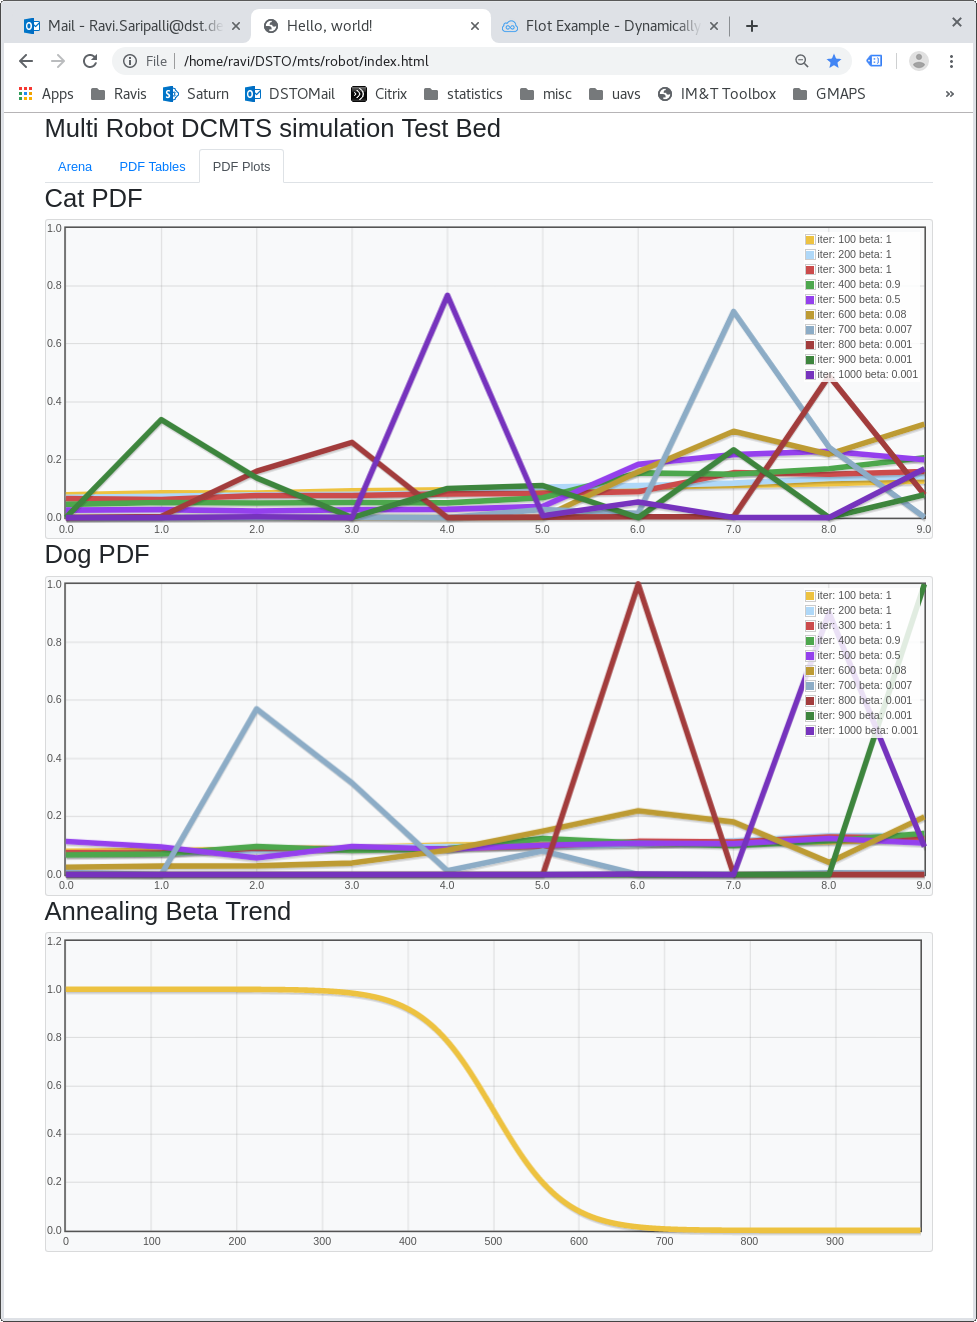 Mail - Ravi.Saripalli@dst.de
Hello, world!
Flot Example - Dynamically
File
/home/ravi/DSTO/mts/robot/index.html
Apps Ravis Saturn DSTOMail Citrix statistics misc uavs IM&T Toolbox GMAPS »
Multi Robot DCMTS simulation Test Bed
Arena PDF Tables PDF Plots
Cat PDF
1.0
0.8
0.6
0.4
0.2
0.0
iter: 100 beta: 1
iter: 200 beta: 1
iter: 300 beta: 1
iter: 400 beta: 0.9
iter: 500 beta: 0.5
iter: 600 beta: 0.08
iter: 700 beta: 0.007
iter: 800 beta: 0.001
iter: 900 beta: 0.001
iter: 1000 beta: 0.001
0.0 1.0 2.0 3.0 4.0 5.0 6.0 7.0 8.0 9.0
Dog PDF
1.0
0.8
0.6
0.4
0.2
0.0
iter: 100 beta: 1
iter: 200 beta: 1
iter: 300 beta: 1
iter: 400 beta: 0.9
iter: 500 beta: 0.5
iter: 600 beta: 0.08
iter: 700 beta: 0.007
iter: 800 beta: 0.001
iter: 900 beta: 0.001
iter: 1000 beta: 0.001
0.0 1.0 2.0 3.0 4.0 5.0 6.0 7.0 8.0 9.0
Annealing Beta Trend
1.2
1.0
0.8
0.6
0.4
0.2
0.0
0 100 200 300 400 500 600 700 800 900